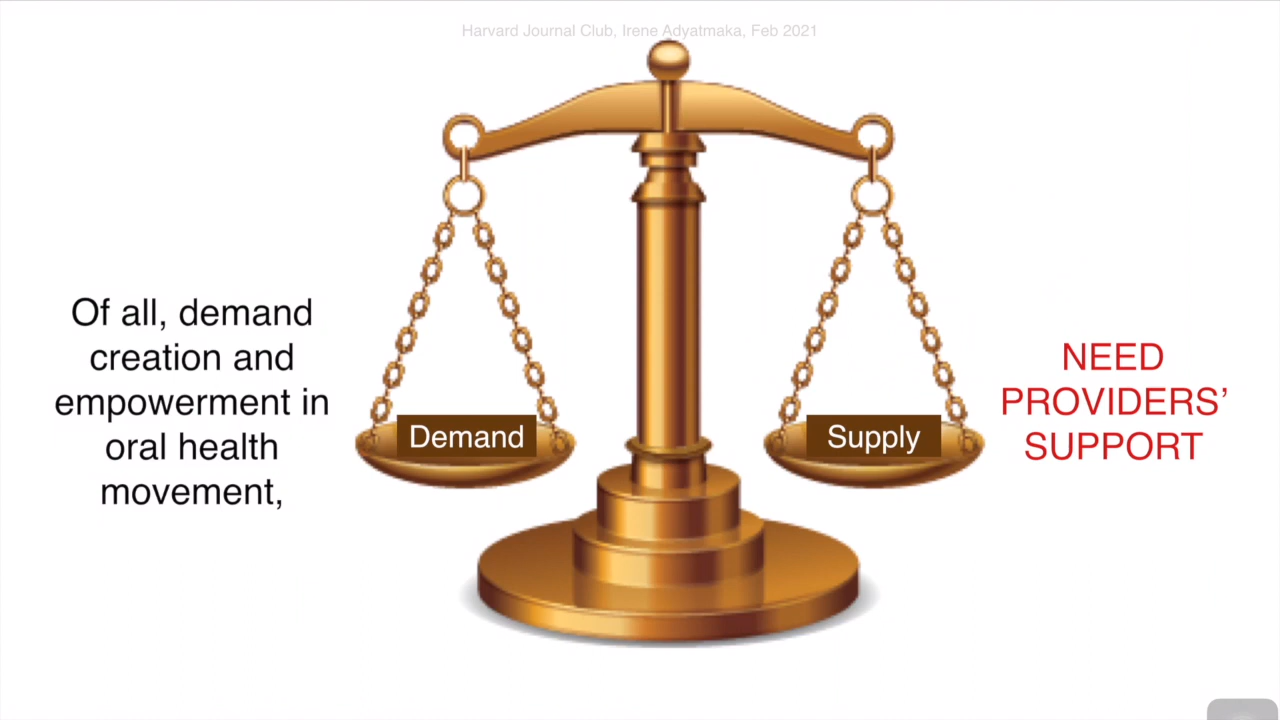 Harvard Journal Club, Irene Adyatmaka, Feb 2021
Of all, demand
creation and
empowerment in
oral health
movement,
Demand
Supply
NEED
PROVIDERS’
SUPPORT